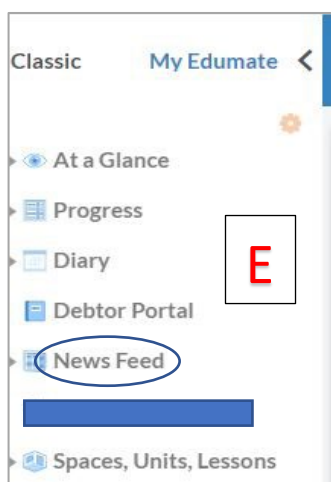 Classic My Edumate
At a Glance
Progress
Diary
E
Debtor Portal
News Feed
Spaces, Units, Lessons